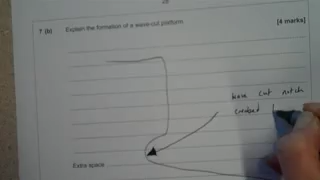 7 (b) Explain the formation of a wave-cut platform.
[4 marks]
wave cut notch
created
Extra space